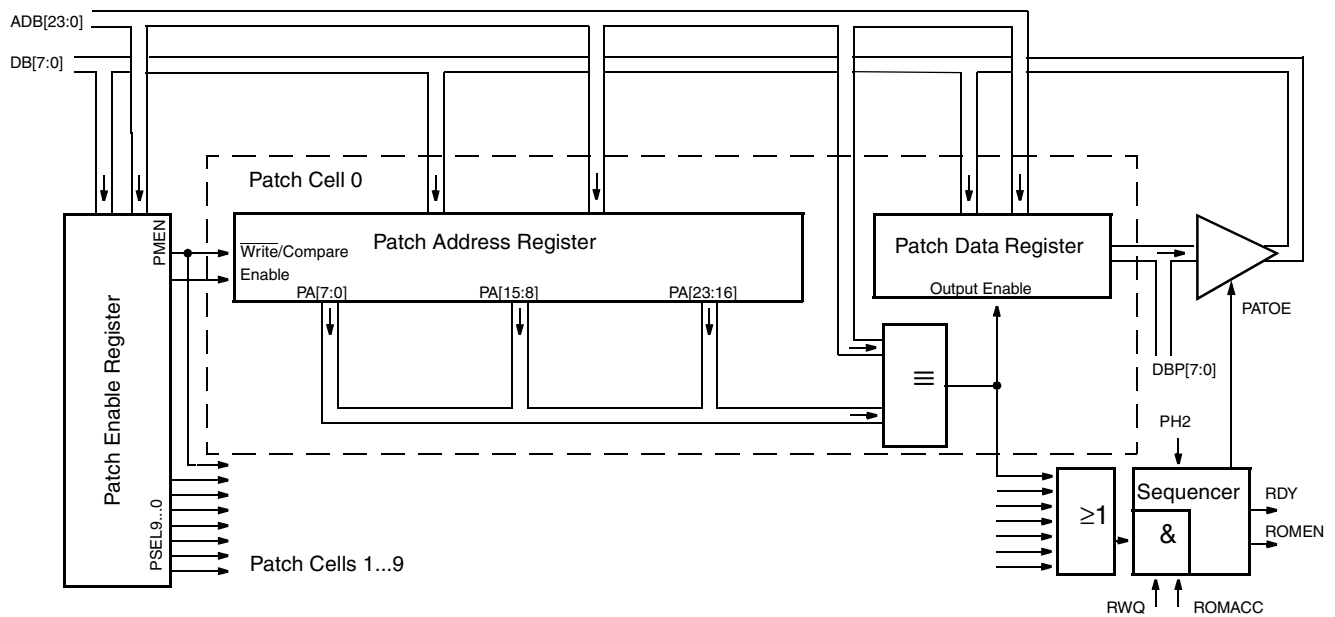 ADB[23:0]
DB[7:0]
Patch Cell 0
PMEN
Write/Compare
Enable
Patch Address Register
PA[7:0]
PA[15:8]
PA[23:16]
Patch Data Register
Output Enable
PATOE
DBP[7:0]
≡
Patch Enable Register
PSEL9...0
Patch Cells 1...9
PH2
≥1
Sequencer
&
RDY
ROMEN
RWQ
ROMACC